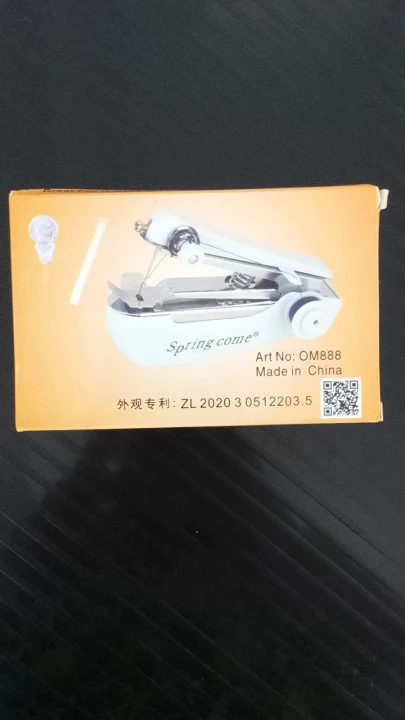 Spring come®
Art No: OM888
Made in China
外观专利: ZL 2020 3 0512203.5